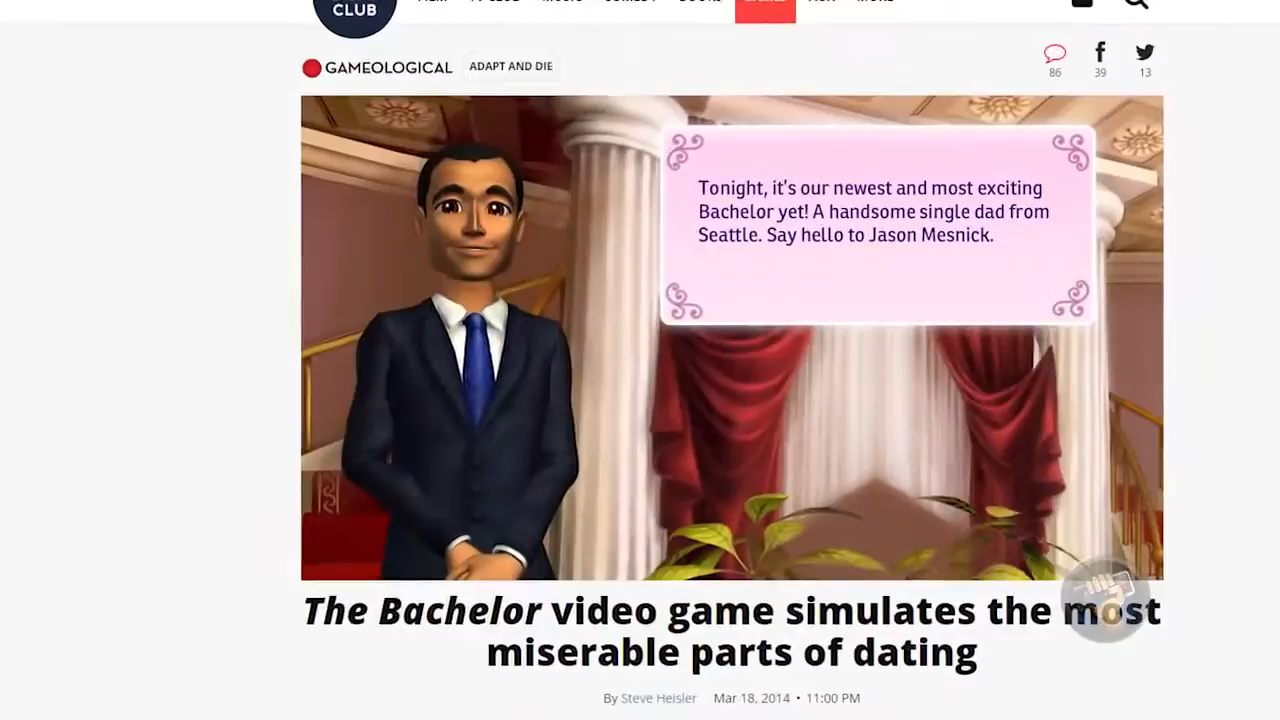 CLUB
GAMEOLOGICAL ADAPT AND DIE
86 39 13
Tonight, it's our newest and most exciting
Bachelor yet! A handsome single dad from
Seattle. Say hello to Jason Mesnick.
The Bachelor video game simulates the most
miserable parts of dating
By Steve Heisler Mar 18, 2014 • 11:00 PM